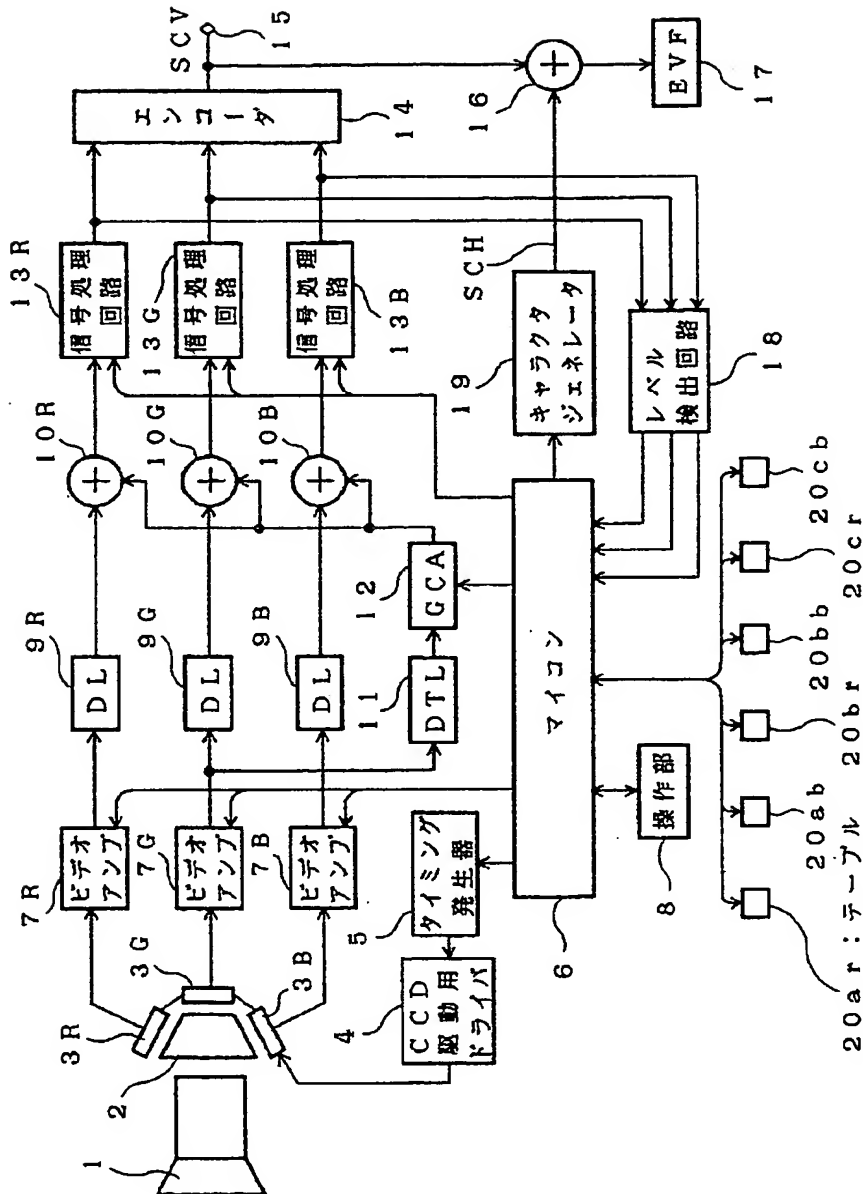 1
2
3R
3G
3B
7R
ビデオ
アンプ
7G
ビデオ
アンプ
7B
ビデオ
アンプ
9R
DL
9G
DL
9B
DL
10R
10G
10B
11
DTL
12
GCA
13R
信号処理
回路
13G
信号処理
回路
13B
信号処理
回路
エンコーダ
14
SCV
15
16
EVF
17
4
CCD
駆動用
ドライバ
5
タイミング
発生器
マイコン
6
操作部
8
19
キャラクタ
ジェネレータ
SCH
レベル
検出回路
18
20ar:テーブル
20ab
20br
20bb
20cr
20cb